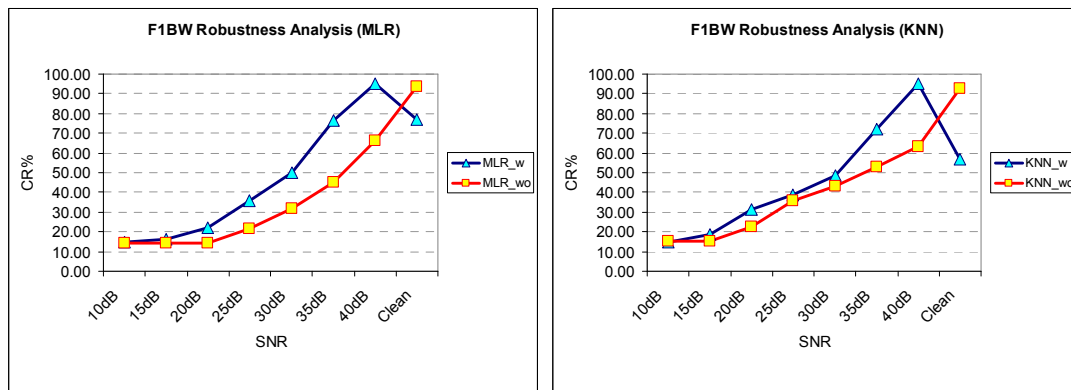 F1BW Robustness Analysis (MLR)
100.00
90.00
80.00
70.00
60.00
50.00
40.00
30.00
20.00
10.00
0.00
CR%
10dB
15dB
20dB
25dB
30dB
35dB
40dB
Clean
SNR
MLR_w
MLR_wo
F1BW Robustness Analysis (KNN)
100.00
90.00
80.00
70.00
60.00
50.00
40.00
30.00
20.00
10.00
0.00
CR%
10dB
15dB
20dB
25dB
30dB
35dB
40dB
Clean
SNR
KNN_w
KNN_wo